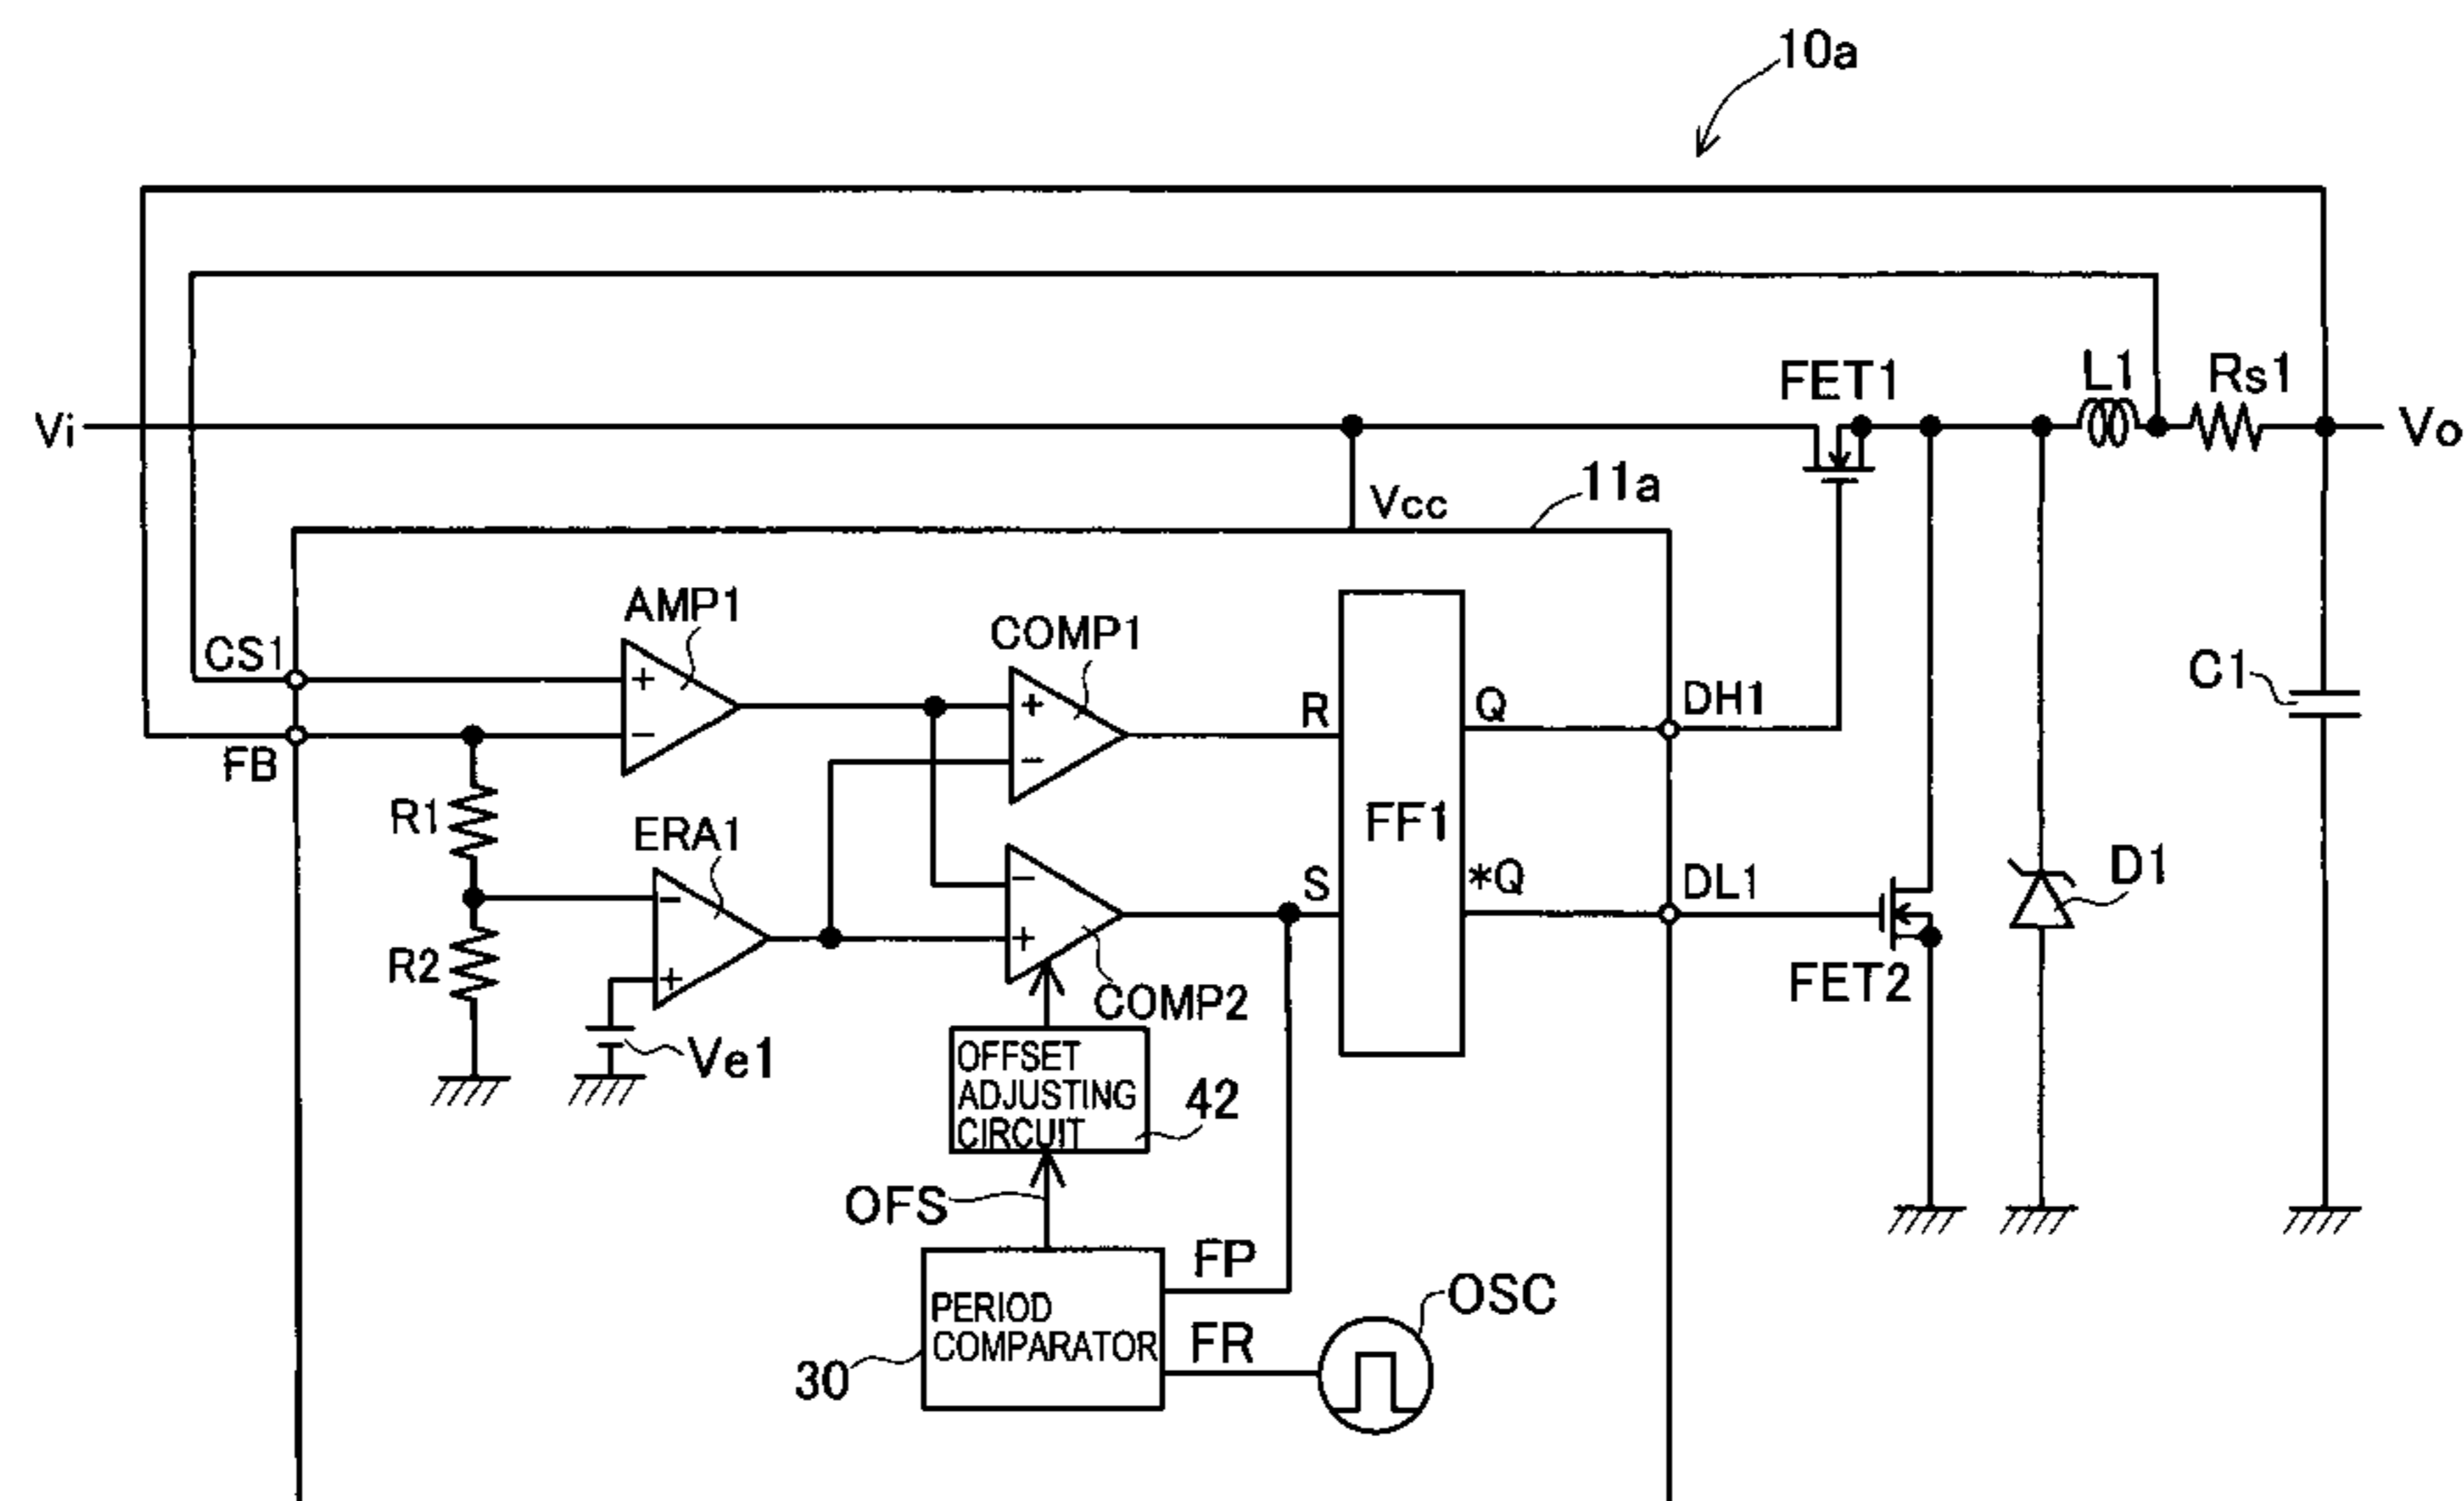 10a
FET1
L1
Rs1
Vi
Vo
Vcc
11a
AMP1
COMP1
CS1
+
+
C1
R
Q
DH1
−
−
FB
R1
FF1
ERA1
D1
S
*Q
DL1
−
−
+
R2
+
FET2
COMP2
Ve1
OFFSET
ADJUSTING
CIRCUIT
42
OFS
FP
OSC
PERIOD
COMPARATOR
FR
30